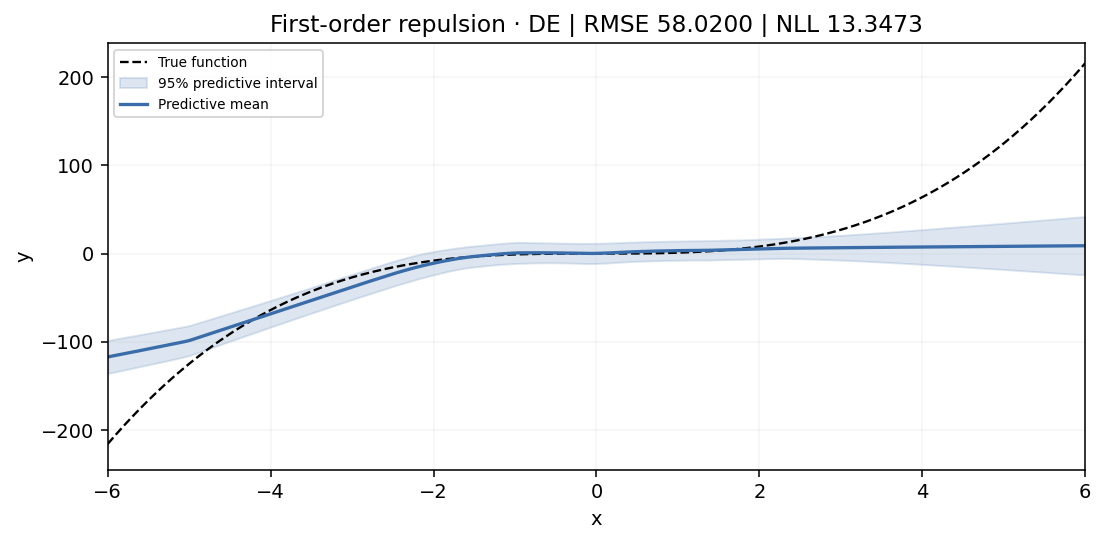 First-order repulsion · DE | RMSE 58.0200 | NLL 13.3473
True function
95% predictive interval
Predictive mean
200
100
0
−100
−200
y
−6 −4 −2 0 2 4 6
x